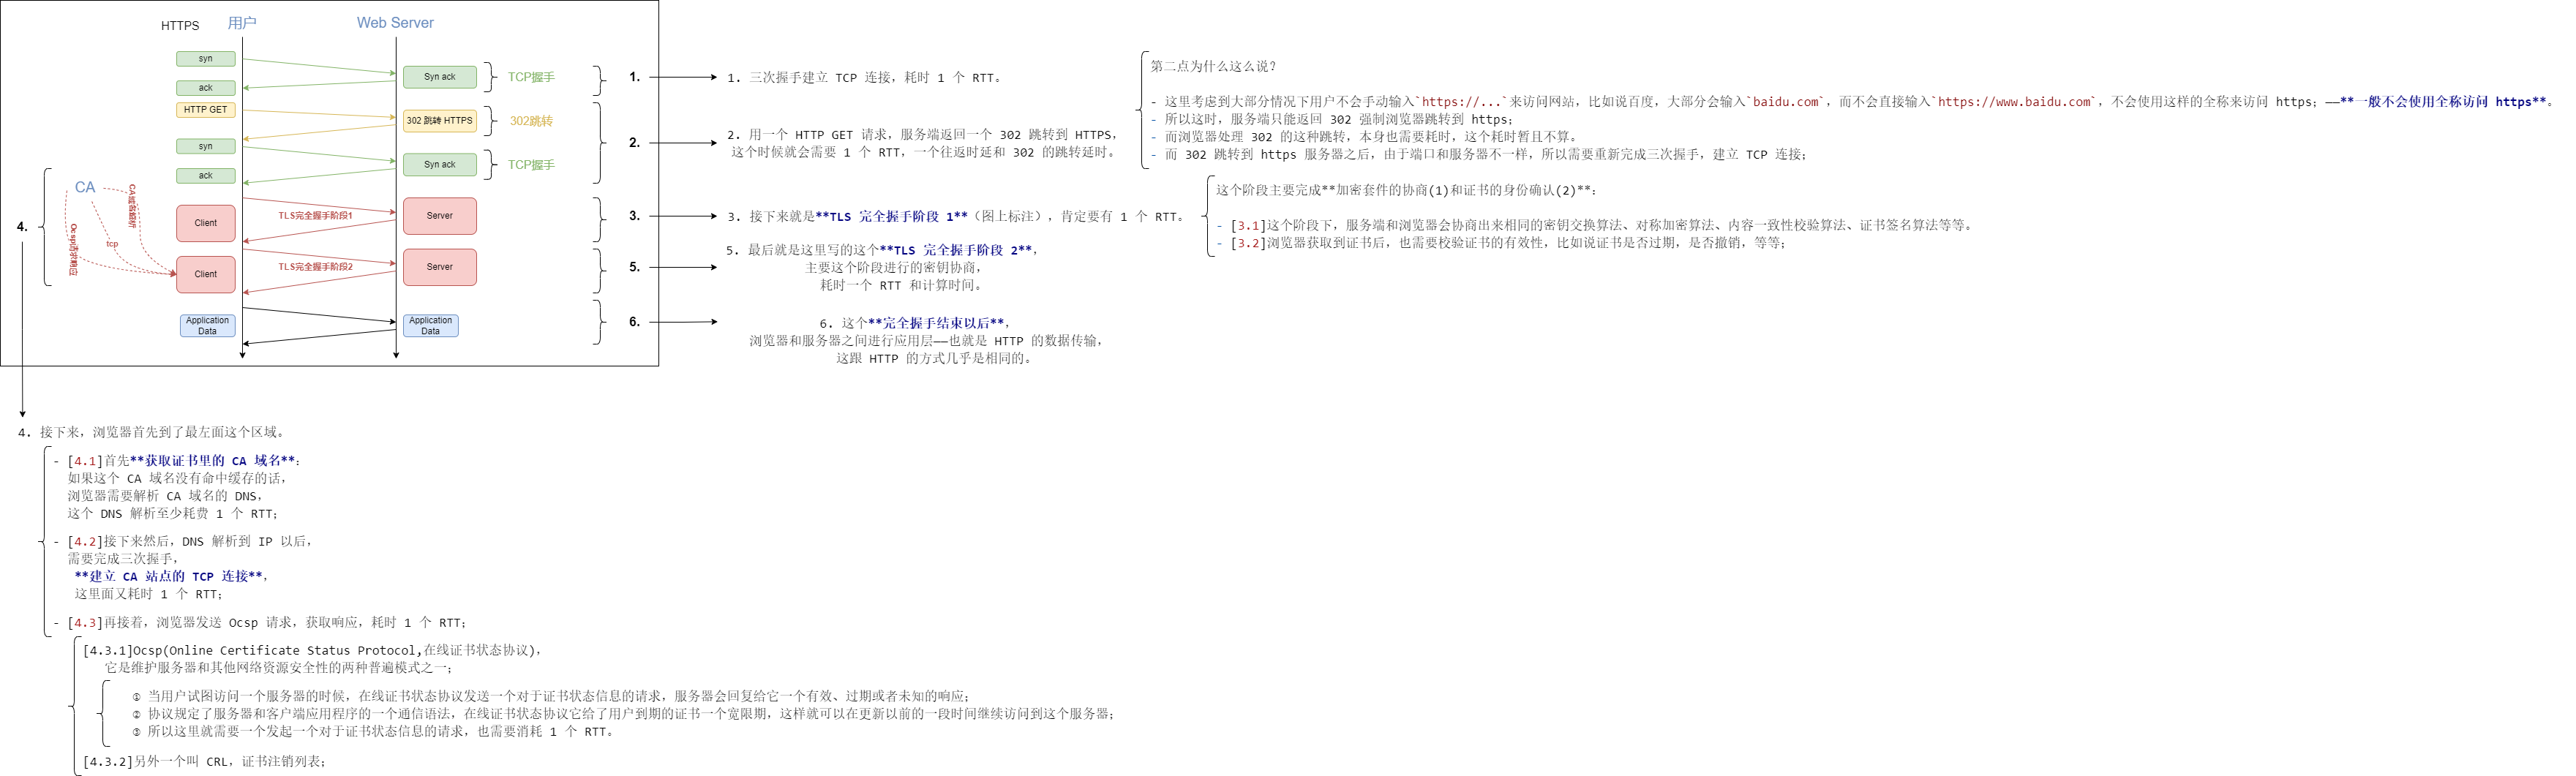 HTTPS
用户
Web Server
syn
Syn ack
TCP握手
ack
HTTP GET
302 跳转 HTTPS
302跳转
syn
Syn ack
TCP握手
ack
CA
CA域名解析
Ocsp请求响应
tcp
Client
TLS完全握手阶段1
Server
Client
TLS完全握手阶段2
Server
Application
Data
Application
Data
1.
2.
3.
4.
5.
6.
1. 三次握手建立 TCP 连接，耗时 1 个 RTT。
2. 用一个 HTTP GET 请求，服务端返回一个 302 跳转到 HTTPS，
这个时候就会需要 1 个 RTT，一个往返时延和 302 的跳转延时。
第二点为什么这么说？
- 这里考虑到大部分情况下用户不会手动输入`https://...`来访问网站，比如说百度，大部分会输入`baidu.com`，而不会直接输入`https://www.baidu.com`，不会使用这样的全称来访问 https；——**一般不会使用全称访问 https**。
- 所以这时，服务端只能返回 302 强制浏览器跳转到 https；
- 而浏览器处理 302 的这种跳转，本身也需要耗时，这个耗时暂且不算。
- 而 302 跳转到 https 服务器之后，由于端口和服务器不一样，所以需要重新完成三次握手，建立 TCP 连接；
3. 接下来就是**TLS 完全握手阶段 1**（图上标注），肯定要有 1 个 RTT。
这个阶段主要完成**加密套件的协商(1)和证书的身份确认(2)**：
- [3.1]这个阶段下，服务端和浏览器会协商出来相同的密钥交换算法、对称加密算法、内容一致性校验算法、证书签名算法等等。
- [3.2]浏览器获取到证书后，也需要校验证书的有效性，比如说证书是否过期，是否撤销，等等；
5. 最后就是这里写的这个**TLS 完全握手阶段 2**，
主要这个阶段进行的密钥协商，
耗时一个 RTT 和计算时间。
6. 这个**完全握手结束以后**，
浏览器和服务器之间进行应用层——也就是 HTTP 的数据传输，
这跟 HTTP 的方式几乎是相同的。
4. 接下来，浏览器首先到了最左面这个区域。
- [4.1]首先**获取证书里的 CA 域名**：
如果这个 CA 域名没有命中缓存的话，
浏览器需要解析 CA 域名的 DNS，
这个 DNS 解析至少耗费 1 个 RTT；
- [4.2]接下来然后，DNS 解析到 IP 以后，
需要完成三次握手，
**建立 CA 站点的 TCP 连接**，
这里面又耗时 1 个 RTT；
- [4.3]再接着，浏览器发送 Ocsp 请求，获取响应，耗时 1 个 RTT；
[4.3.1]Ocsp(Online Certificate Status Protocol,在线证书状态协议)，
它是维护服务器和其他网络资源安全性的两种普遍模式之一；
① 当用户试图访问一个服务器的时候，在线证书状态协议发送一个对于证书状态信息的请求，服务器会回复给它一个有效、过期或者未知的响应；
② 协议规定了服务器和客户端应用程序的一个通信语法，在线证书状态协议它给了用户到期的证书一个宽限期，这样就可以在更新以前的一段时间继续访问到这个服务器；
③ 所以这里就需要一个发起一个对于证书状态信息的请求，也需要消耗 1 个 RTT。
[4.3.2]另外一个叫 CRL，证书注销列表；